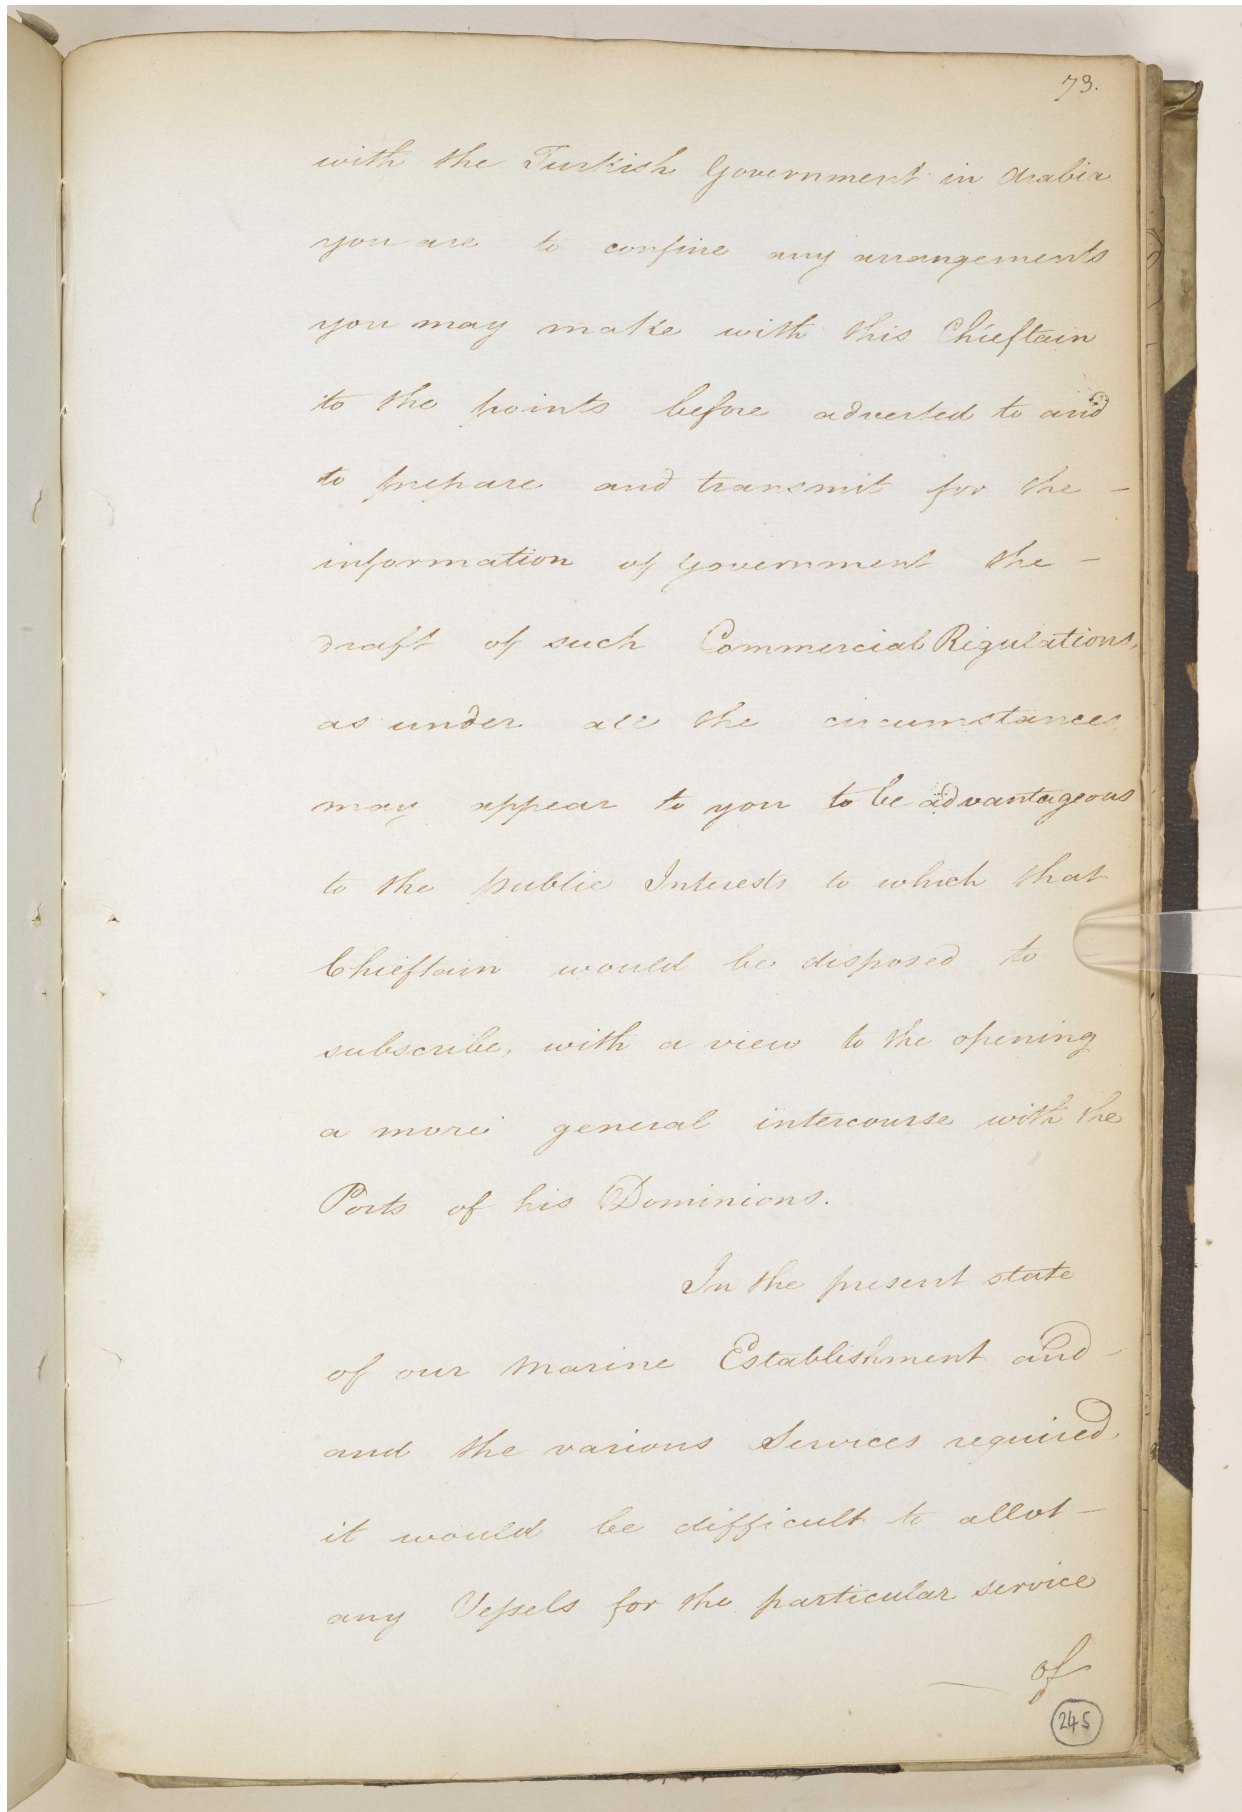 73.
with the Turkish Government in Arabia
you are to confine any arrangements
you may make with this Chieftain
to the points before adverted to and
to prepare and transmit for the –
information of Government the –
draft of such Commercial Regulations,
as under all the circumstances
may appear to you to be advantageous
to the public Interests to which that
Chieftain would be disposed to
subscribe, with a view to the opening
a more general intercourse with the
Ports of his Dominions.
In the present state
of our Marine Establishment and –
and the various Services required,
it would be difficult to allot –
any Vessels for the particular service
of
245